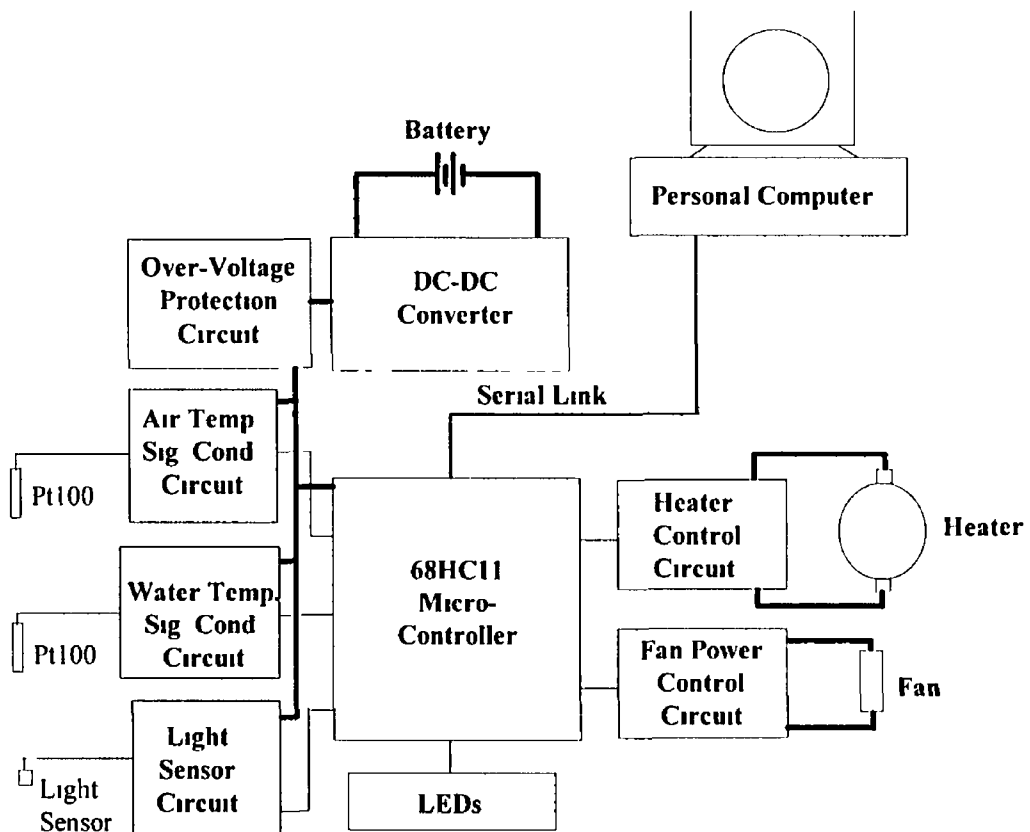 Battery
Personal Computer
Over-Voltage
Protection
Circuit
DC-DC
Converter
Serial Link
Air Temp
Sig Cond
Circuit
Pt100
Water Temp.
Sig Cond
Circuit
Pt100
68HC11
Micro-
Controller
Heater
Control
Circuit
Heater
Fan Power
Control
Circuit
Fan
Light
Sensor
Circuit
Light
Sensor
LEDs